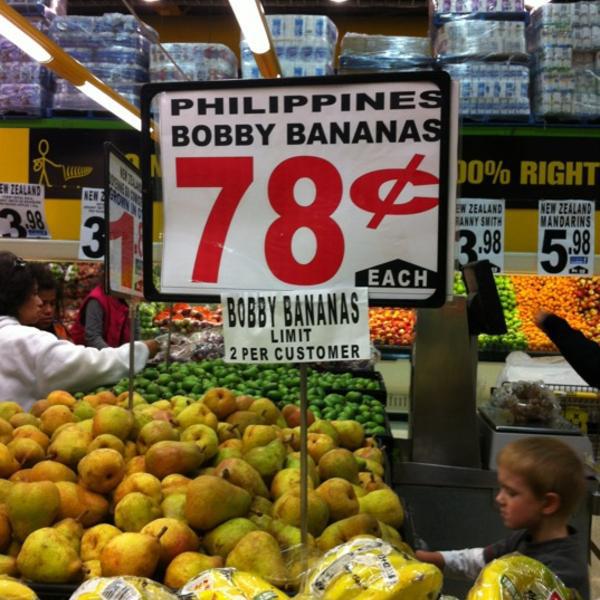 PHILIPPINES
BOBBY BANANAS
78¢
EACH
BOBBY BANANAS
LIMIT
2 PER CUSTOMER
00% RIGHT
NEW ZEALAND
3.98
NEW
3
1
NEW ZEALAND
GRANNY SMITH
3.98
NEW ZEALAND
MANDARINS
5.98